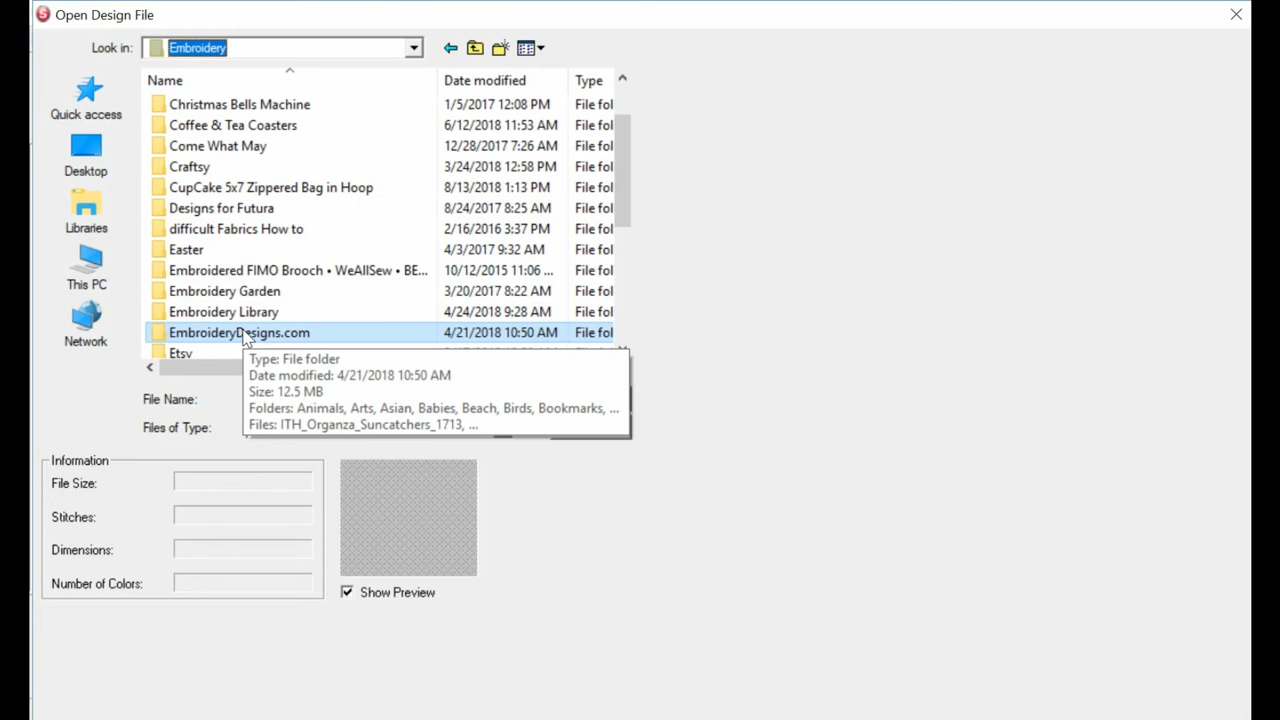 Open Design File
Look in: Embroidery
Name Date modified Type
Christmas Bells Machine 1/5/2017 12:08 PM File fol
Coffee & Tea Coasters 6/12/2018 11:53 AM File fol
Come What May 12/28/2017 7:26 AM File fol
Craftsy 3/24/2018 12:58 PM File fol
CupCake 5x7 Zippered Bag in Hoop 8/13/2018 1:13 PM File fol
Designs for Futura 8/24/2017 8:25 AM File fol
difficult Fabrics How to 2/16/2016 3:37 PM File fol
Easter 4/3/2017 9:32 AM File fol
Embroidered FIMO Brooch • WeAllSew • BE... 10/12/2015 11:06 ... File fol
Embroidery Garden 3/20/2017 8:22 AM File fol
Embroidery Library 4/24/2018 9:28 AM File fol
EmbroideryDesigns.com 4/21/2018 10:50 AM File fol
Etsy
Quick access
Desktop
Libraries
This PC
Network
Type: File folder
Date modified: 4/21/2018 10:50 AM
Size: 12.5 MB
Folders: Animals, Arts, Asian, Babies, Beach, Birds, Bookmarks, ...
Files: ITH_Organza_Suncatchers_1713, ...
File Name:
Files of Type:
Information
File Size:
Stitches:
Dimensions:
Number of Colors:
Show Preview